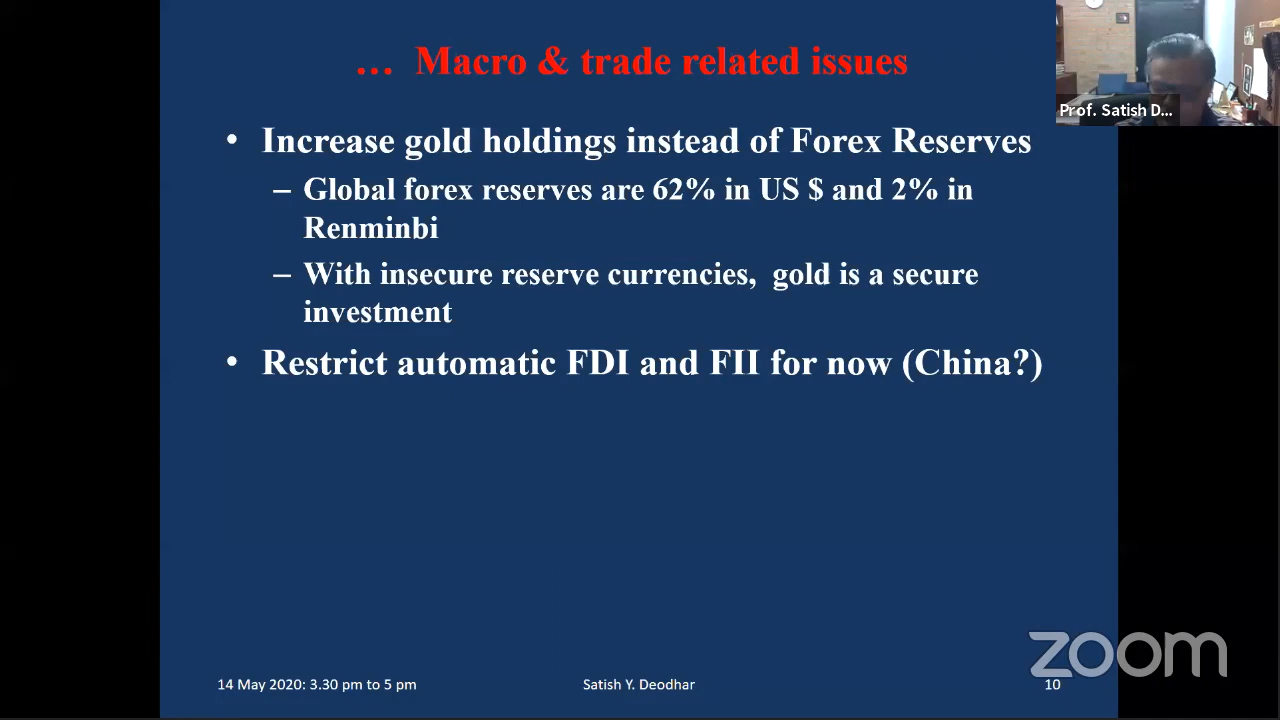 … Macro & trade related issues
Prof. Satish D...
• Increase gold holdings instead of Forex Reserves
– Global forex reserves are 62% in US $ and 2% in
Renminbi
– With insecure reserve currencies, gold is a secure
investment
• Restrict automatic FDI and FII for now (China?)
zoom
14 May 2020: 3.30 pm to 5 pm
Satish Y. Deodhar
10